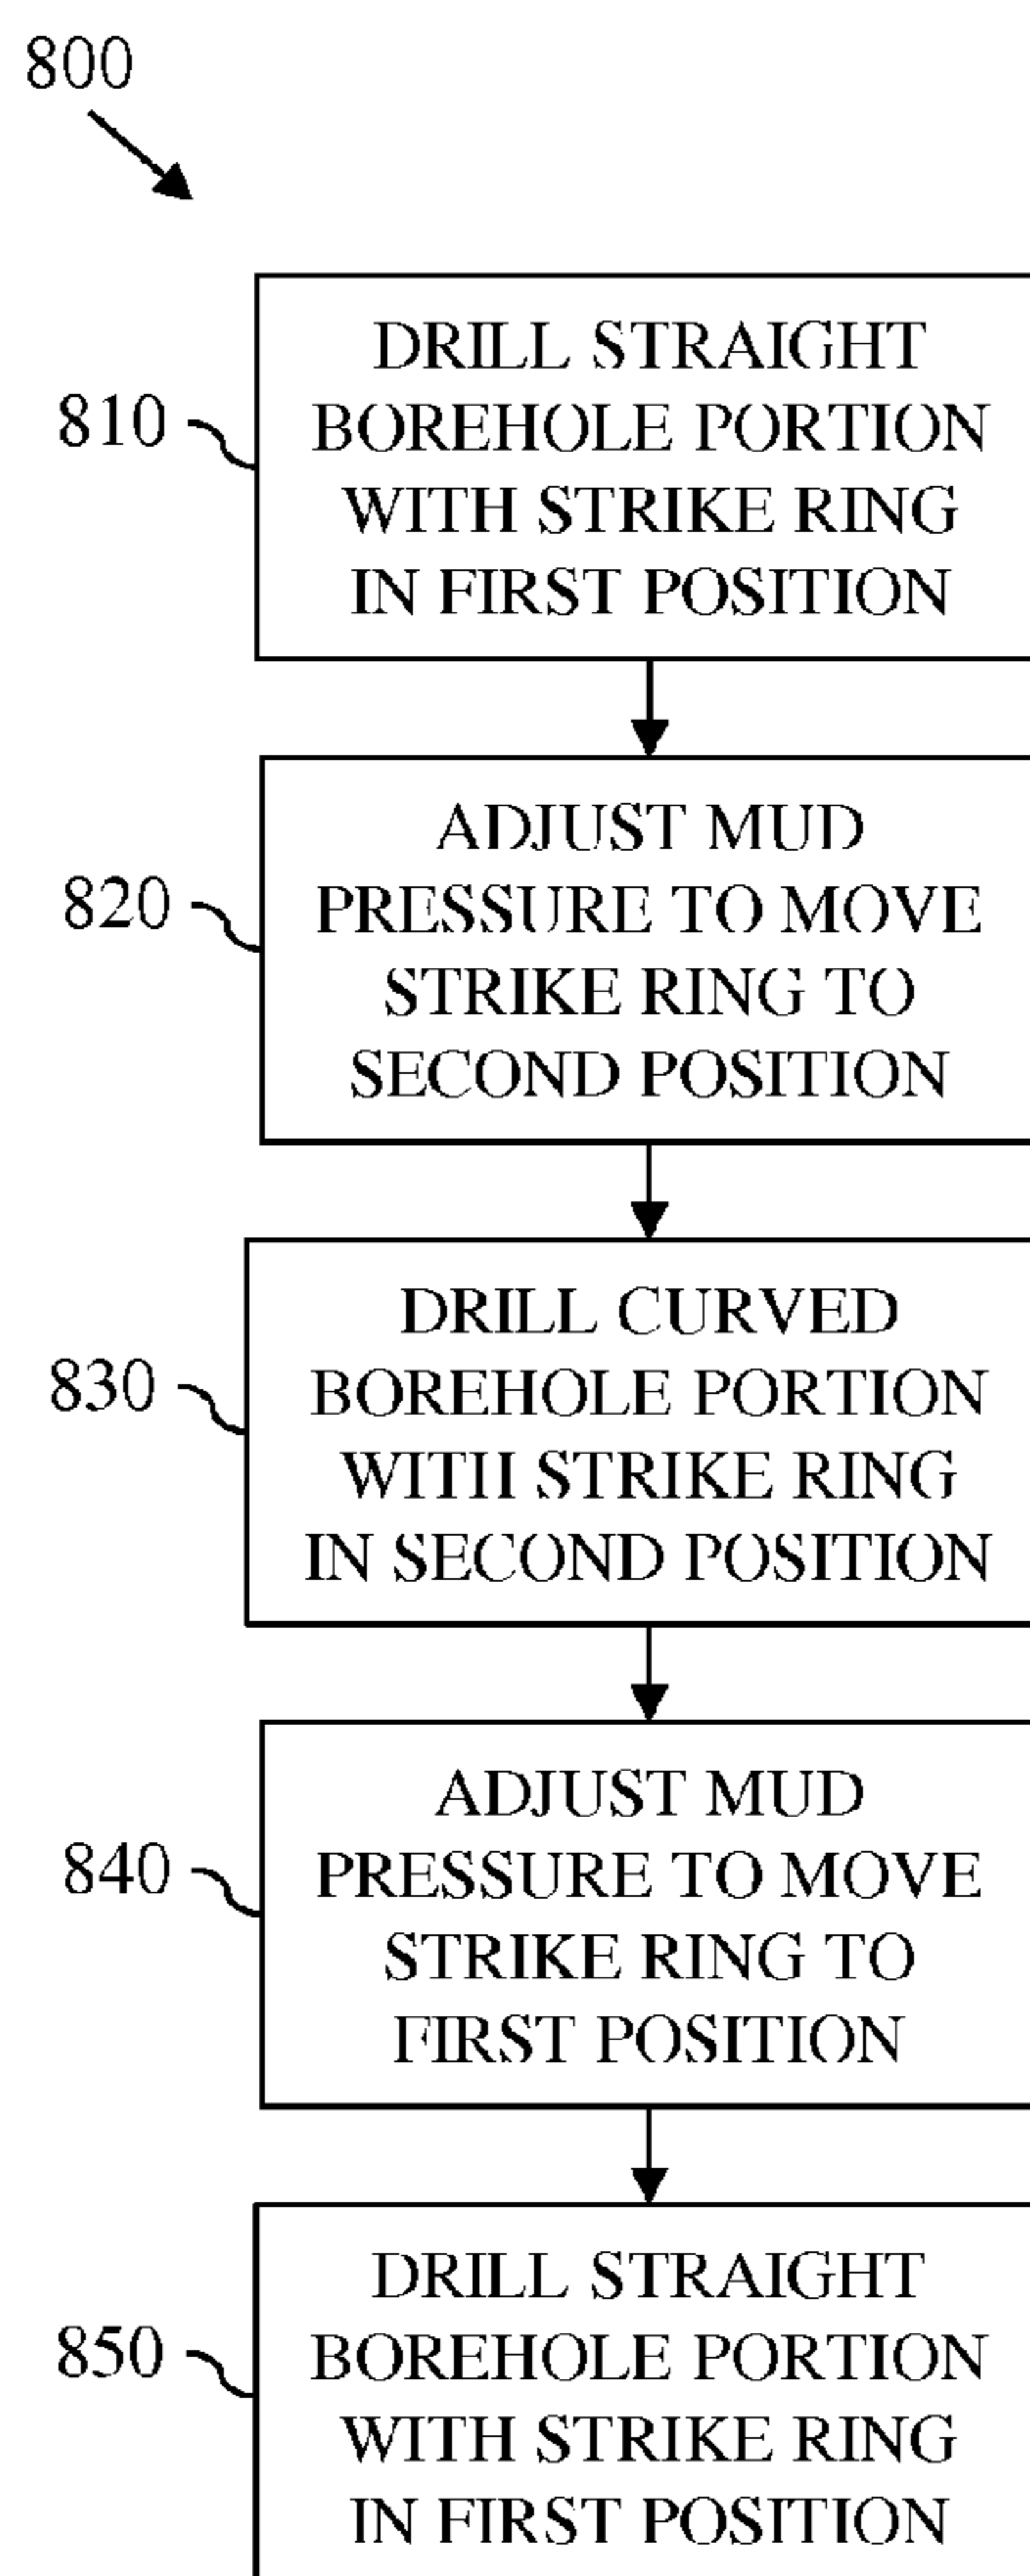 800
810
DRILL STRAIGHT
BOREHOLE PORTION
WITH STRIKE RING
IN FIRST POSITION
820
ADJUST MUD
PRESSURE TO MOVE
STRIKE RING TO
SECOND POSITION
830
DRILL CURVED
BOREHOLE PORTION
WITH STRIKE RING
IN SECOND POSITION
840
ADJUST MUD
PRESSURE TO MOVE
STRIKE RING TO
FIRST POSITION
850
DRILL STRAIGHT
BOREHOLE PORTION
WITH STRIKE RING
IN FIRST POSITION